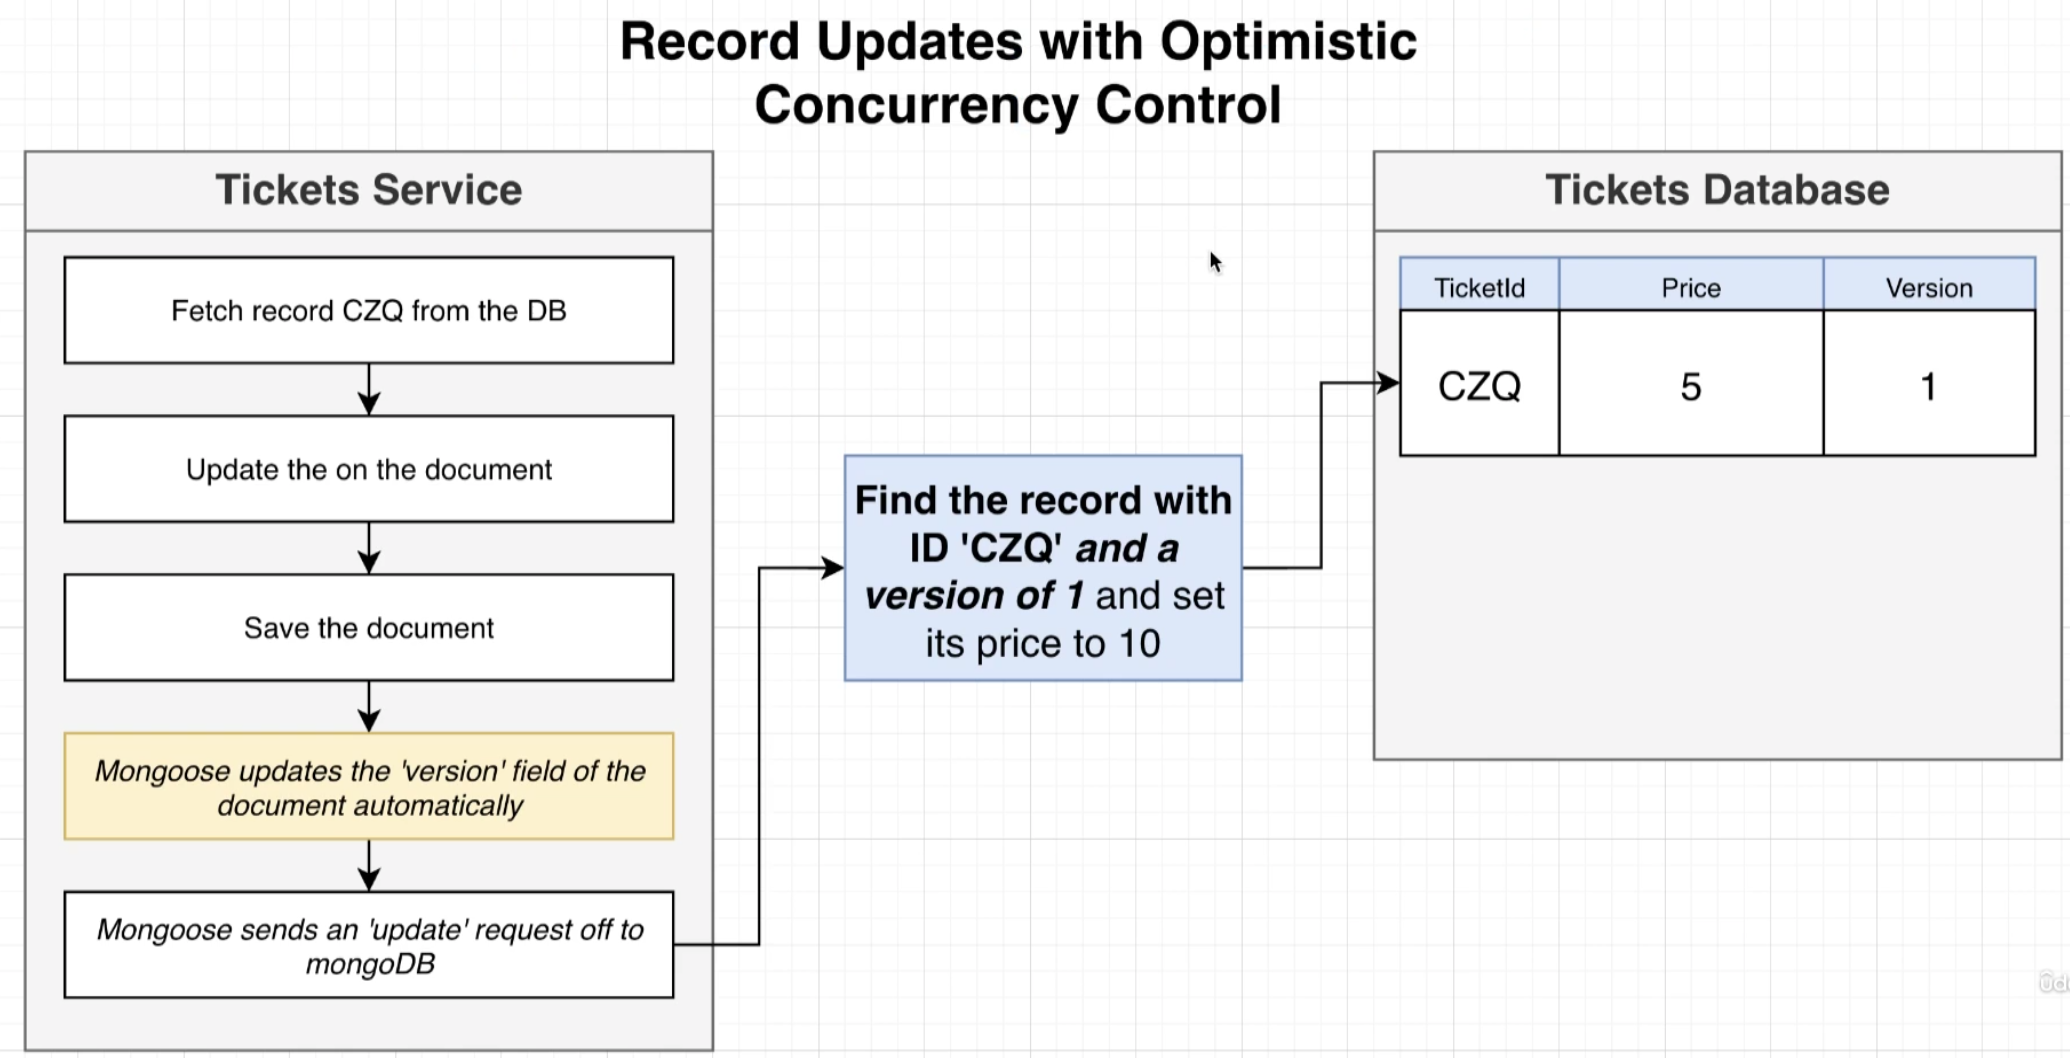 Record Updates with Optimistic
Concurrency Control
Tickets Service
Fetch record CZQ from the DB
Update the on the document
Save the document
Mongoose updates the 'version' field of the
document automatically
Mongoose sends an 'update' request off to
mongoDB
Find the record with
ID 'CZQ' and a
version of 1 and set
its price to 10
Tickets Database
TicketId Price Version
CZQ 5 1